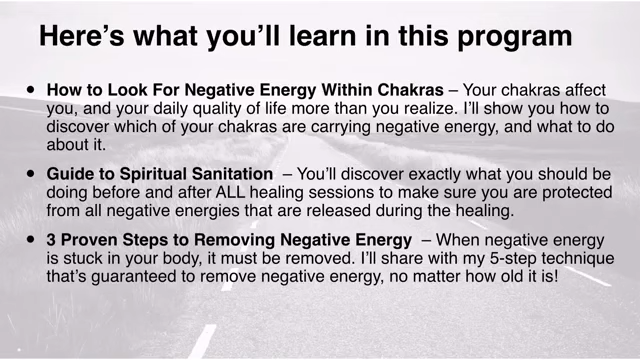 Here's what you'll learn in this program
• How to Look For Negative Energy Within Chakras – Your chakras affect
you, and your daily quality of life more than you realize. I'll show you how to
discover which of your chakras are carrying negative energy, and what to do
about it.
• Guide to Spiritual Sanitation – You'll discover exactly what you should be
doing before and after ALL healing sessions to make sure you are protected
from all negative energies that are released during the healing.
• 3 Proven Steps to Removing Negative Energy – When negative energy
is stuck in your body, it must be removed. I'll share with my 5-step technique
that's guaranteed to remove negative energy, no matter how old it is!